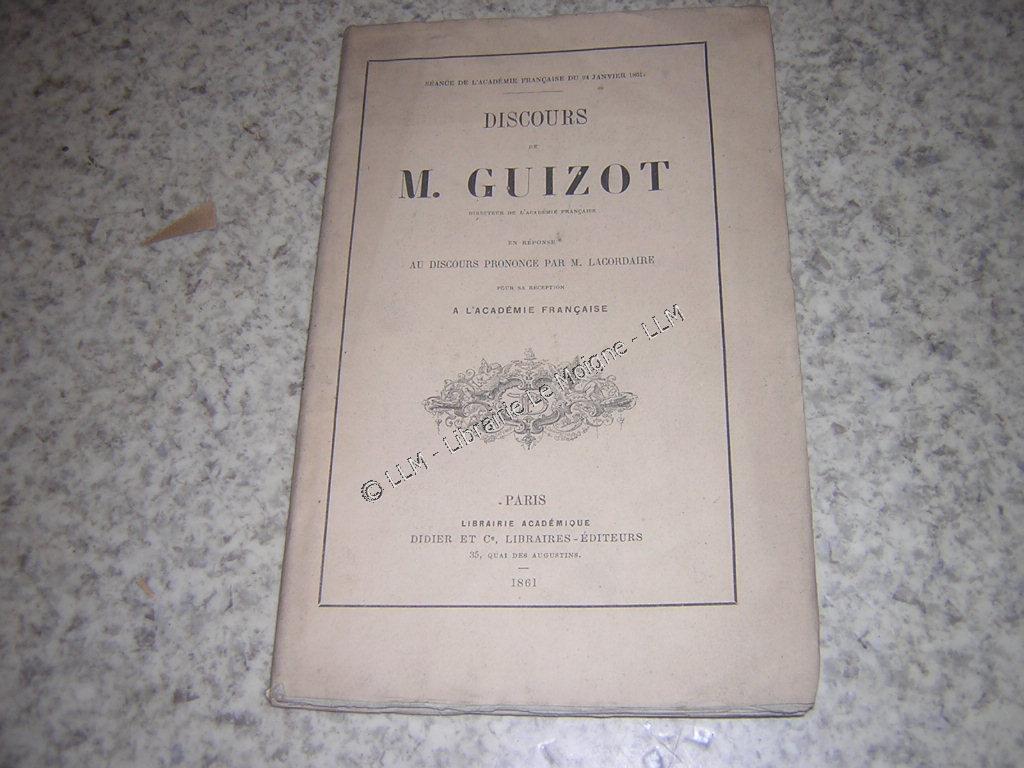 SÉANCE DE L'ACADÉMIE FRANÇAISE DU 24 JANVIER 1861.
DISCOURS
DE
M. GUIZOT
DIRECTEUR DE L'ACADÉMIE FRANÇAISE
EN RÉPONSE
AU DISCOURS PRONONCÉ PAR M. LACORDAIRE
POUR SA RÉCEPTION
A L'ACADÉMIE FRANÇAISE
© LLM - Librairie Le Moigne - LLM
PARIS
LIBRAIRIE ACADÉMIQUE
DIDIER ET Ce, LIBRAIRES-ÉDITEURS
35, QUAI DES AUGUSTINS.
1861